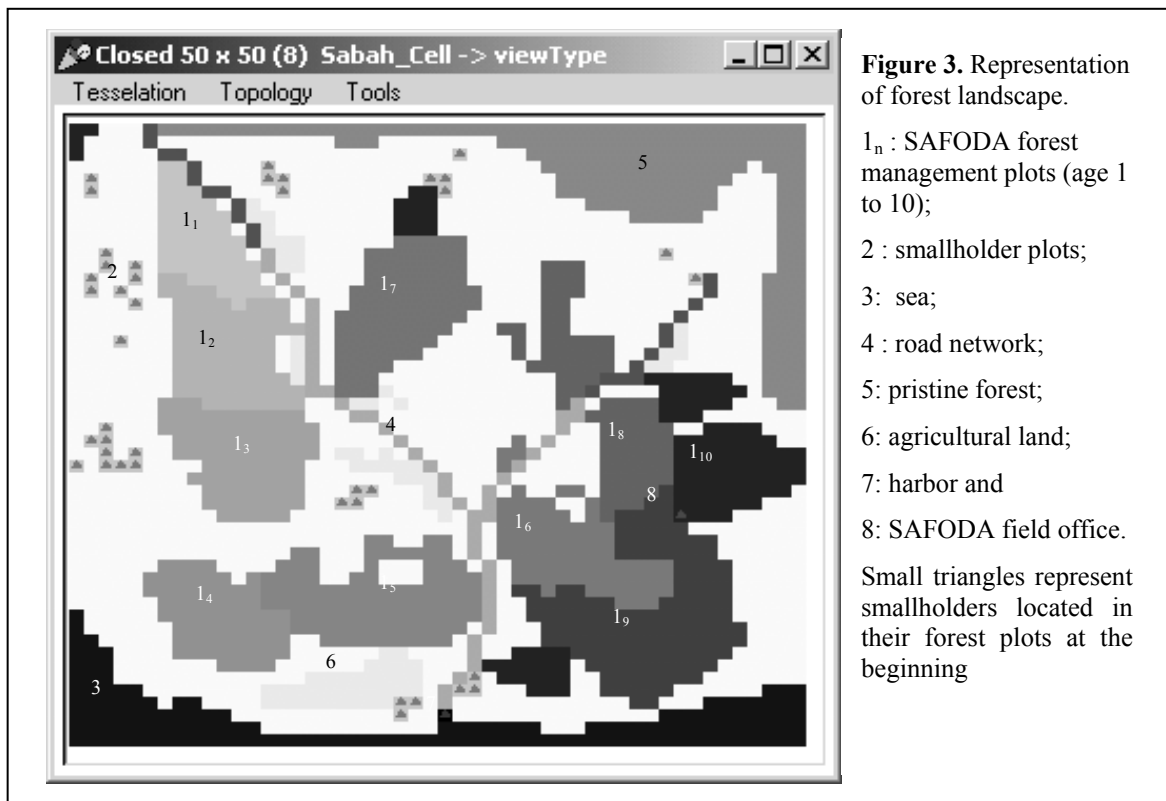 Closed 50 x 50 (8) Sabah_Cell -> viewType
Tesselation Topology Tools
5
1₁
2
1₇
1₂
4
1₈
1₃
1₁₀
8
1₆
1₅
1₄
1₉
6
3
Figure 3. Representation
of forest landscape.
1ₙ : SAFODA forest
management plots (age 1
to 10);
2 : smallholder plots;
3: sea;
4 : road network;
5: pristine forest;
6: agricultural land;
7: harbor and
8: SAFODA field office.
Small triangles represent
smallholders located in
their forest plots at the
beginning